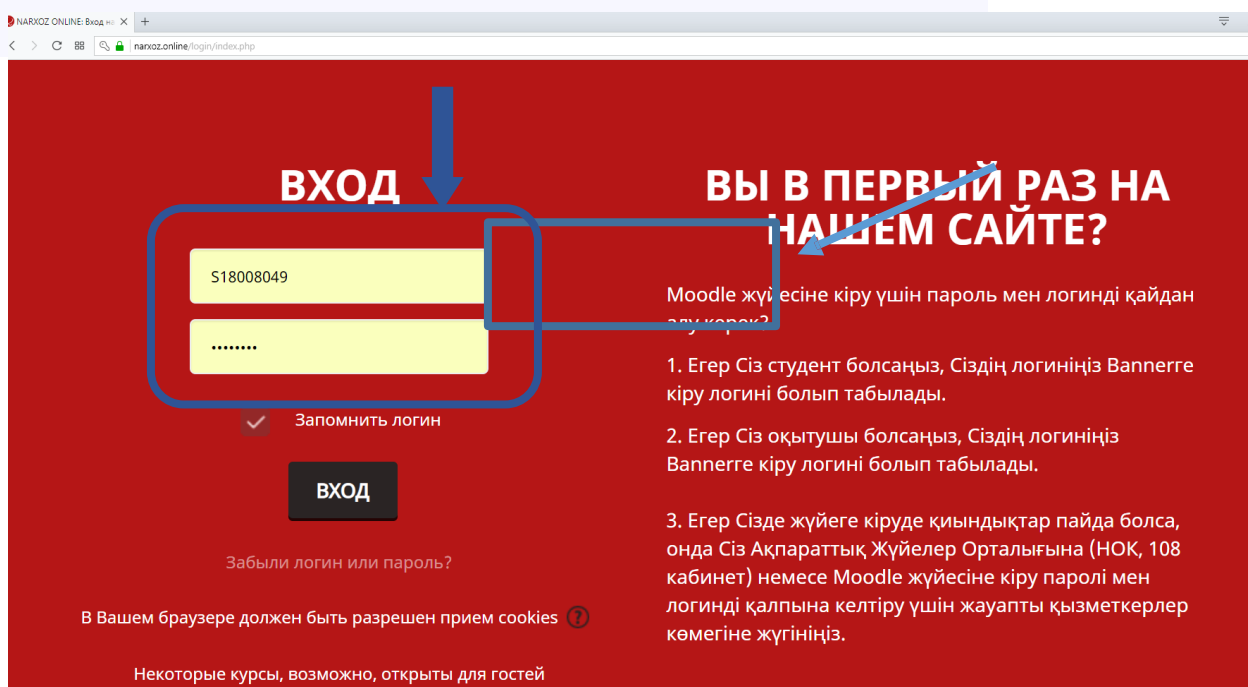 NARXOZ ONLINE: Вход на
narxoz.online/login/index.php
ВХОД
S18008049
Запомнить логин
ВХОД
Забыли логин или пароль?
В Вашем браузере должен быть разрешен прием cookies ?
Некоторые курсы, возможно, открыты для гостей
ВЫ В ПЕРВЫЙ РАЗ НА
НАШЕМ САЙТЕ?
Moodle жүйесіне кіру үшін пароль мен логинді қайдан
алу керек?
1. Егер Сіз студент болсаңыз, Сіздің логиніңіз Bannerге
кіру логині болып табылады.
2. Егер Сіз оқытушы болсаңыз, Сіздің логиніңіз
Bannerге кіру логині болып табылады.
3. Егер Сізде жүйеге кіруде қиындықтар пайда болса,
онда Сіз Ақпараттық Жүйелер Орталығына (НОК, 108
кабинет) немесе Moodle жүйесіне кіру паролі мен
логинді қалпына келтіру үшін жауапты қызметкерлер
көмегіне жүгініңіз.